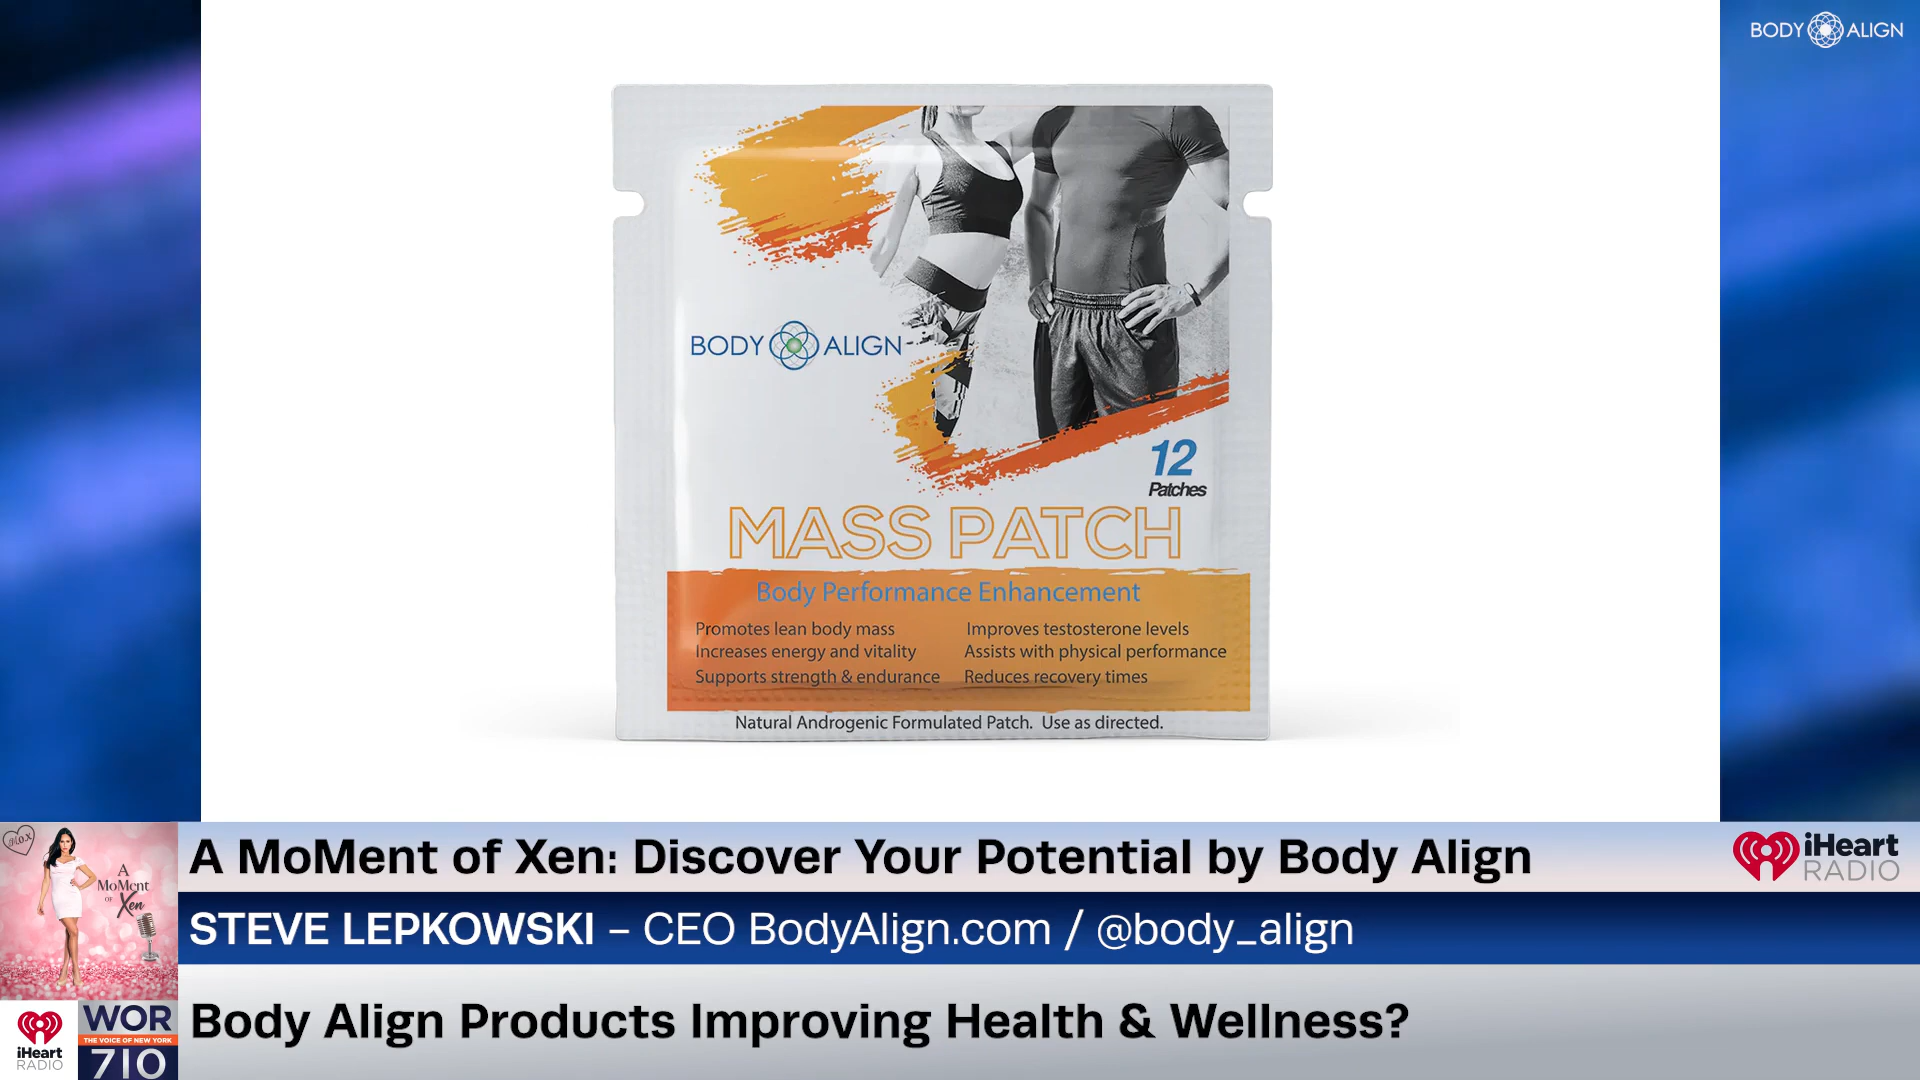 BODY ALIGN
BODY ALIGN
12
Patches
MASS PATCH
Body Performance Enhancement
Promotes lean body mass
Improves testosterone levels
Increases energy and vitality
Assists with physical performance
Supports strength & endurance
Reduces recovery times
Natural Androgenic Formulated Patch. Use as directed.
M.O.X
A
MoMent
OF
Xen
A MoMent of Xen: Discover Your Potential by Body Align
iHeart
RADIO
STEVE LEPKOWSKI – CEO BodyAlign.com / @body_align
iHeart
RADIO
WOR
THE VOICE OF NEW YORK
710
Body Align Products Improving Health & Wellness?